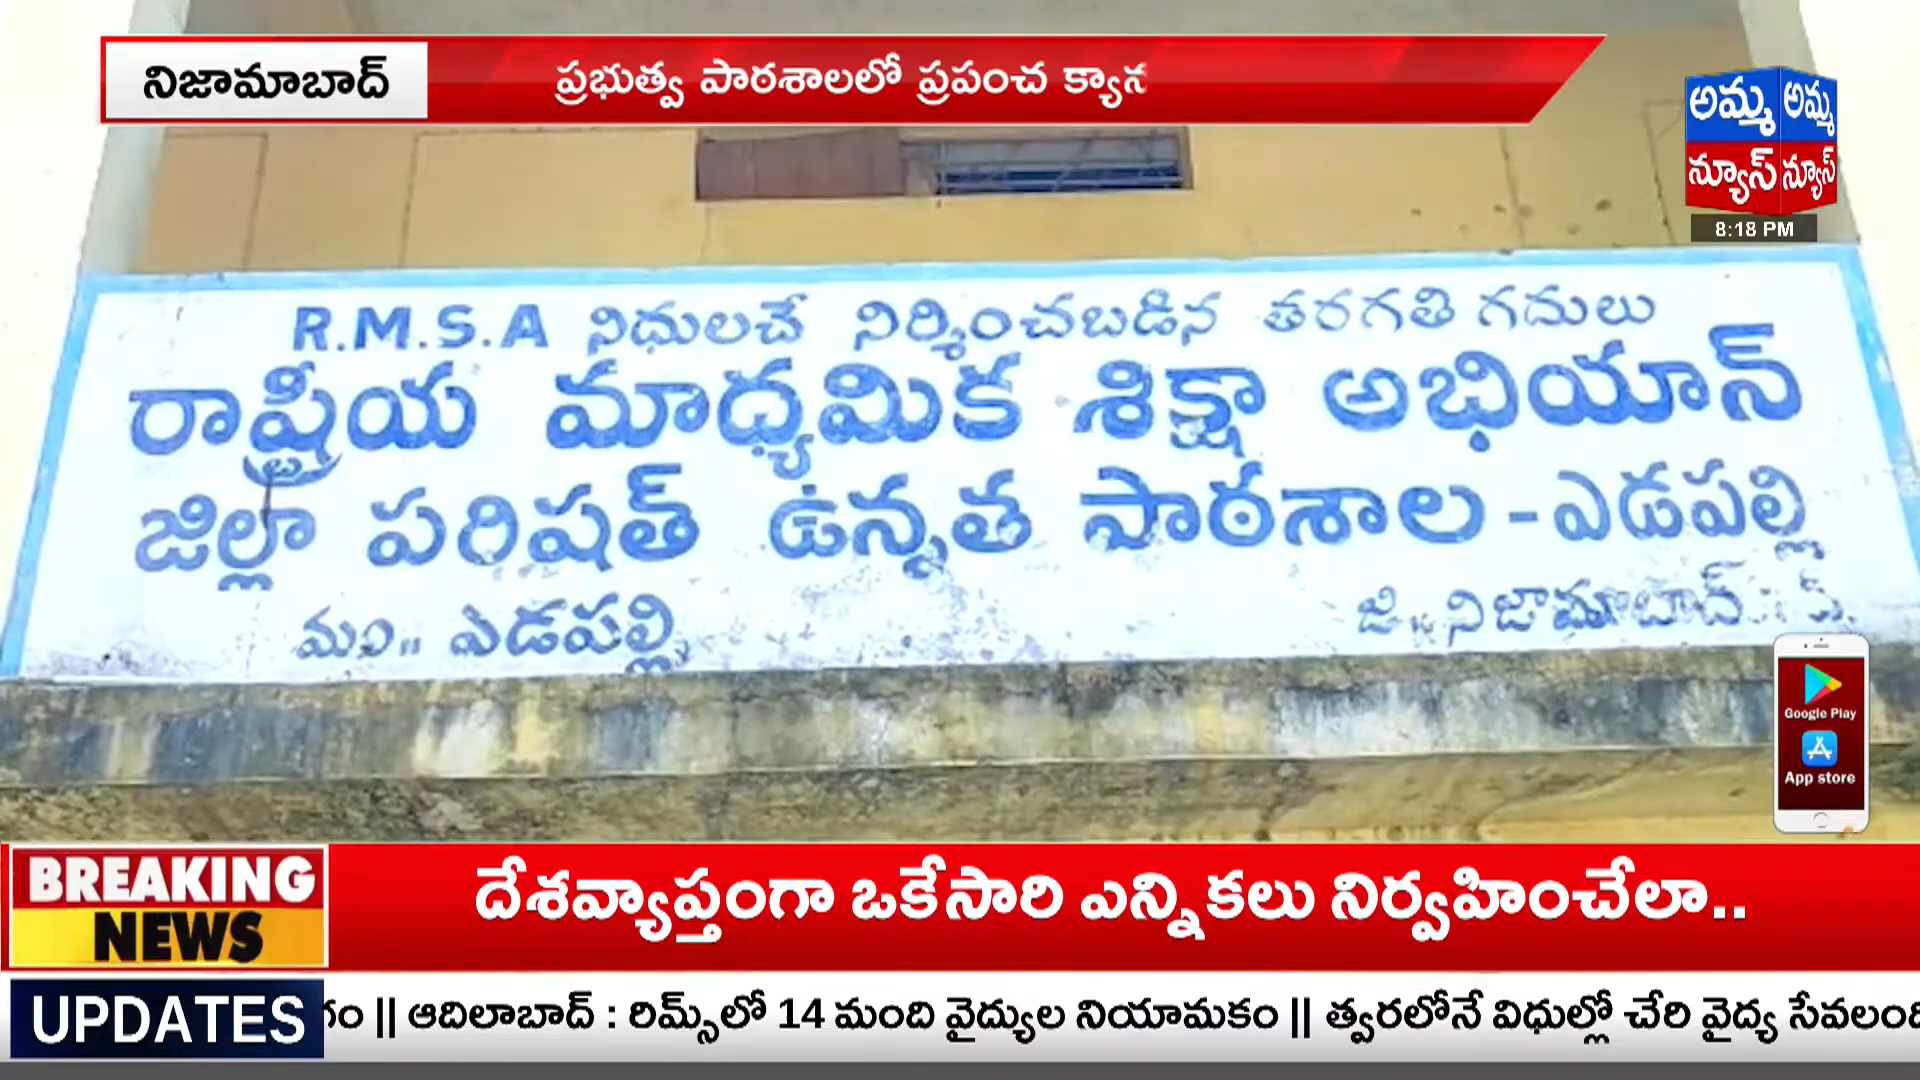 నిజామాబాద్
ప్రభుత్వ పాఠశాలలో ప్రపంచ
అమ్మ అమ్మ
న్యూస్ న్యూస్
8:18 PM
R.M.S.A నిధులచే నిర్మించబడిన తరగతి గదులు
రాష్ట్రీయ మాధ్యమిక శిక్షా అభియాన్
జిల్లా పరిషత్ ఉన్నత పాఠశాల - ఎడపల్లి
మం.. ఎడపల్లి
జి.. నిజామాబాద్
Google Play
App store
BREAKING
NEWS
దేశవ్యాప్తంగా ఒకేసారి ఎన్నికలు నిర్వహించేలా..
UPDATES
|| ఆదిలాబాద్ : రిమ్స్‌లో 14 మంది వైద్యుల నియామకం || త్వరలోనే విధుల్లో చేరి వైద్య